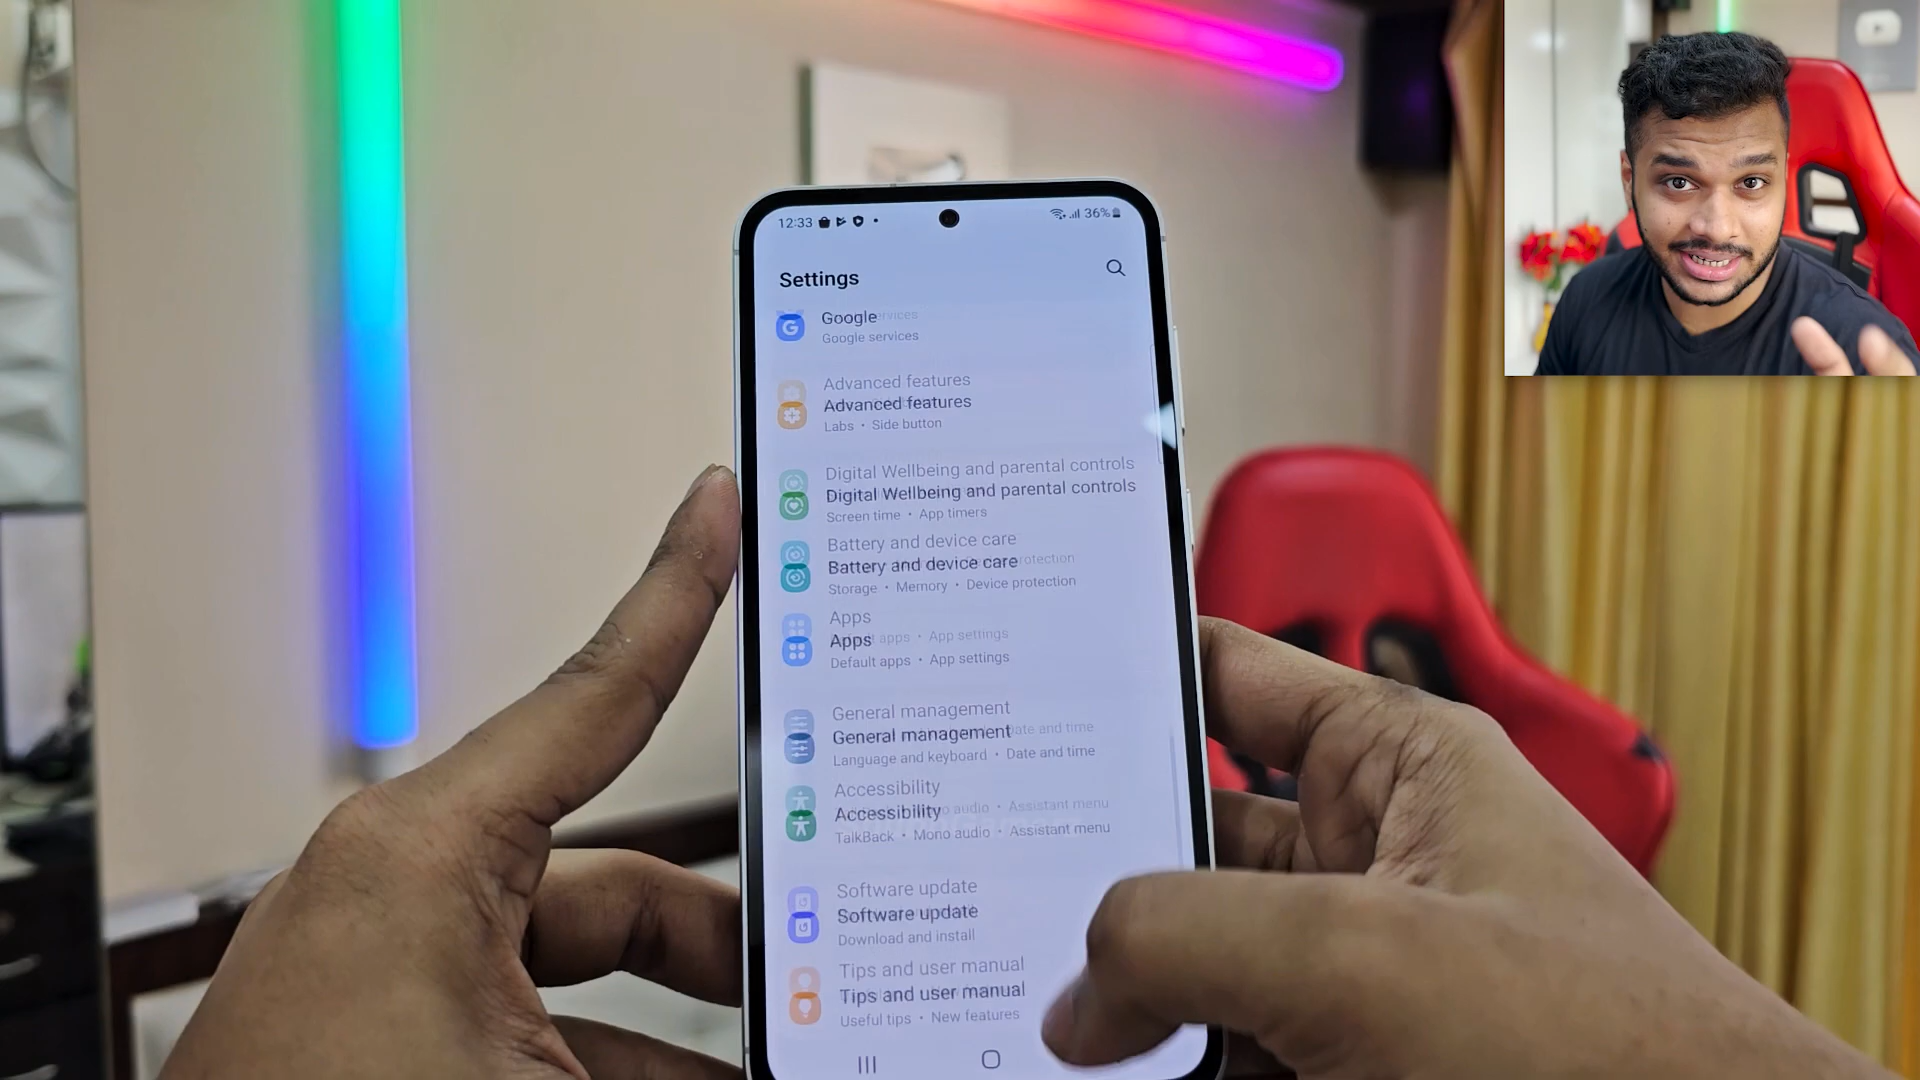 12:33
36%
Settings
Google
Google services
Advanced features
Advanced features
Labs • Side button
Digital Wellbeing and parental controls
Digital Wellbeing and parental controls
Screen time • App timers
Battery and device care
Battery and device care
Storage • Memory • Device protection
Apps
Apps
Default apps • App settings
General management
General management
Language and keyboard • Date and time
Accessibility
Accessibility
TalkBack • Mono audio • Assistant menu
Software update
Software update
Download and install
Tips and user manual
Tips and user manual
Useful tips • New features